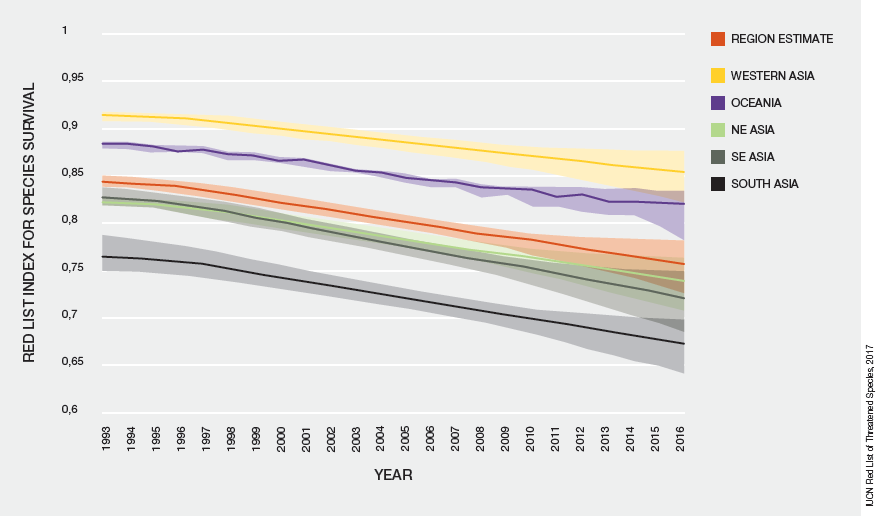 1
0,95
0,9
0,85
0,8
0,75
0,7
0,65
0,6
RED LIST INDEX FOR SPECIES SURVIVAL
1993 1994 1995 1996 1997 1998 1999 2000 2001 2002 2003 2004 2005 2006 2007 2008 2009 2010 2011 2012 2013 2014 2015 2016
YEAR
REGION ESTIMATE
WESTERN ASIA
OCEANIA
NE ASIA
SE ASIA
SOUTH ASIA
IUCN Red List of Threatened Species, 2017